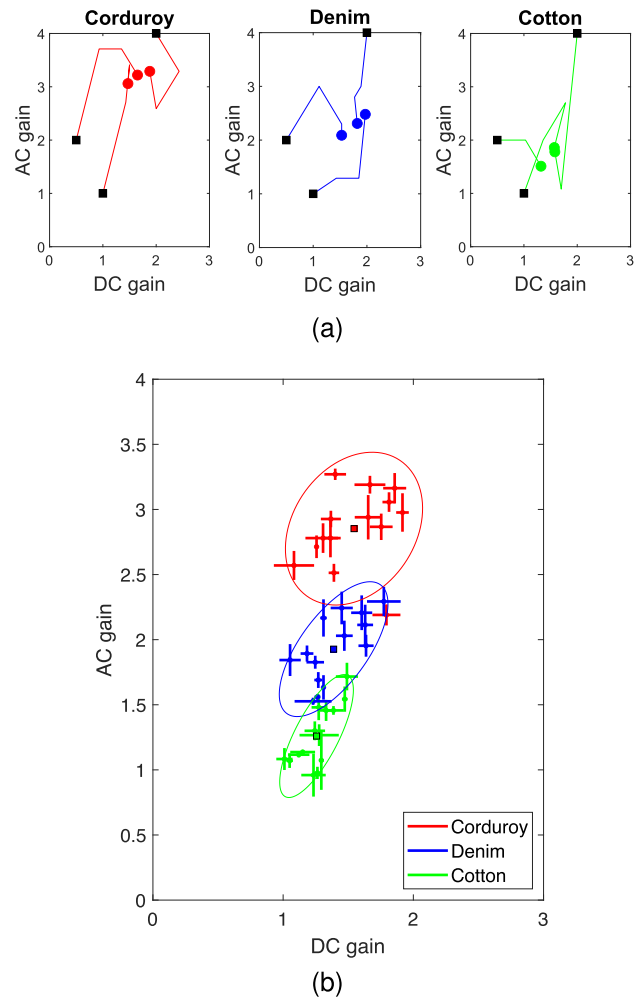 Corduroy Denim Cotton
4 4 4
3 3 3
2 2 2
1 1 1
0 0 0
0 1 2 3 0 1 2 3 0 1 2 3
AC gain AC gain AC gain
DC gain DC gain DC gain
(a)
4
3.5
3
2.5
2
1.5
1
0.5
0
AC gain
Corduroy
Denim
Cotton
0 1 2 3
DC gain
(b)